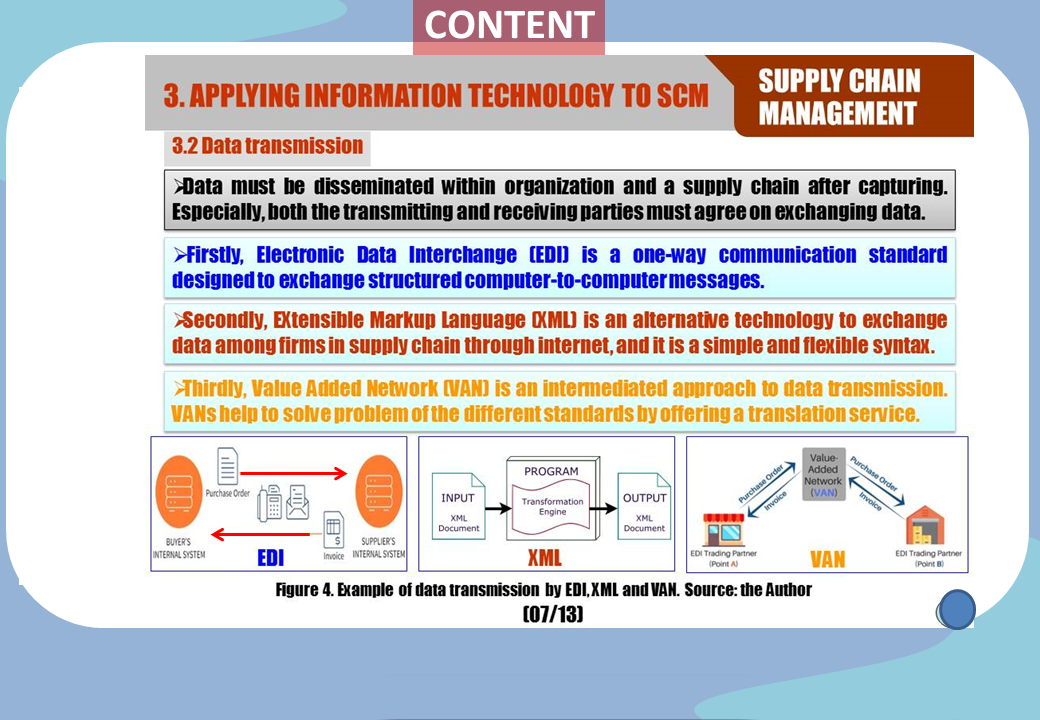 CONTENT
3. APPLYING INFORMATION TECHNOLOGY TO SCM
SUPPLY CHAIN
MANAGEMENT
3.2 Data transmission
➢Data must be disseminated within organization and a supply chain after capturing.
Especially, both the transmitting and receiving parties must agree on exchanging data.
➢Firstly, Electronic Data Interchange (EDI) is a one-way communication standard
designed to exchange structured computer-to-computer messages.
➢Secondly, EXtensible Markup Language (XML) is an alternative technology to exchange
data among firms in supply chain through internet, and it is a simple and flexible syntax.
➢Thirdly, Value Added Network (VAN) is an intermediated approach to data transmission.
VANs help to solve problem of the different standards by offering a translation service.
Purchase Order
BUYER'S
INTERNAL SYSTEM
EDI
Invoice
SUPPLIER'S
INTERNAL SYSTEM
INPUT
XML
Document
PROGRAM
Transformation
Engine
OUTPUT
XML
Document
XML
Value-
Added
Network
(VAN)
Purchase Order
Invoice
Purchase Order
Invoice
EDI Trading Partner
(Point A)
VAN
EDI Trading Partner
(Point B)
Figure 4. Example of data transmission by EDI,XML and VAN. Source: the Author
(07/13)